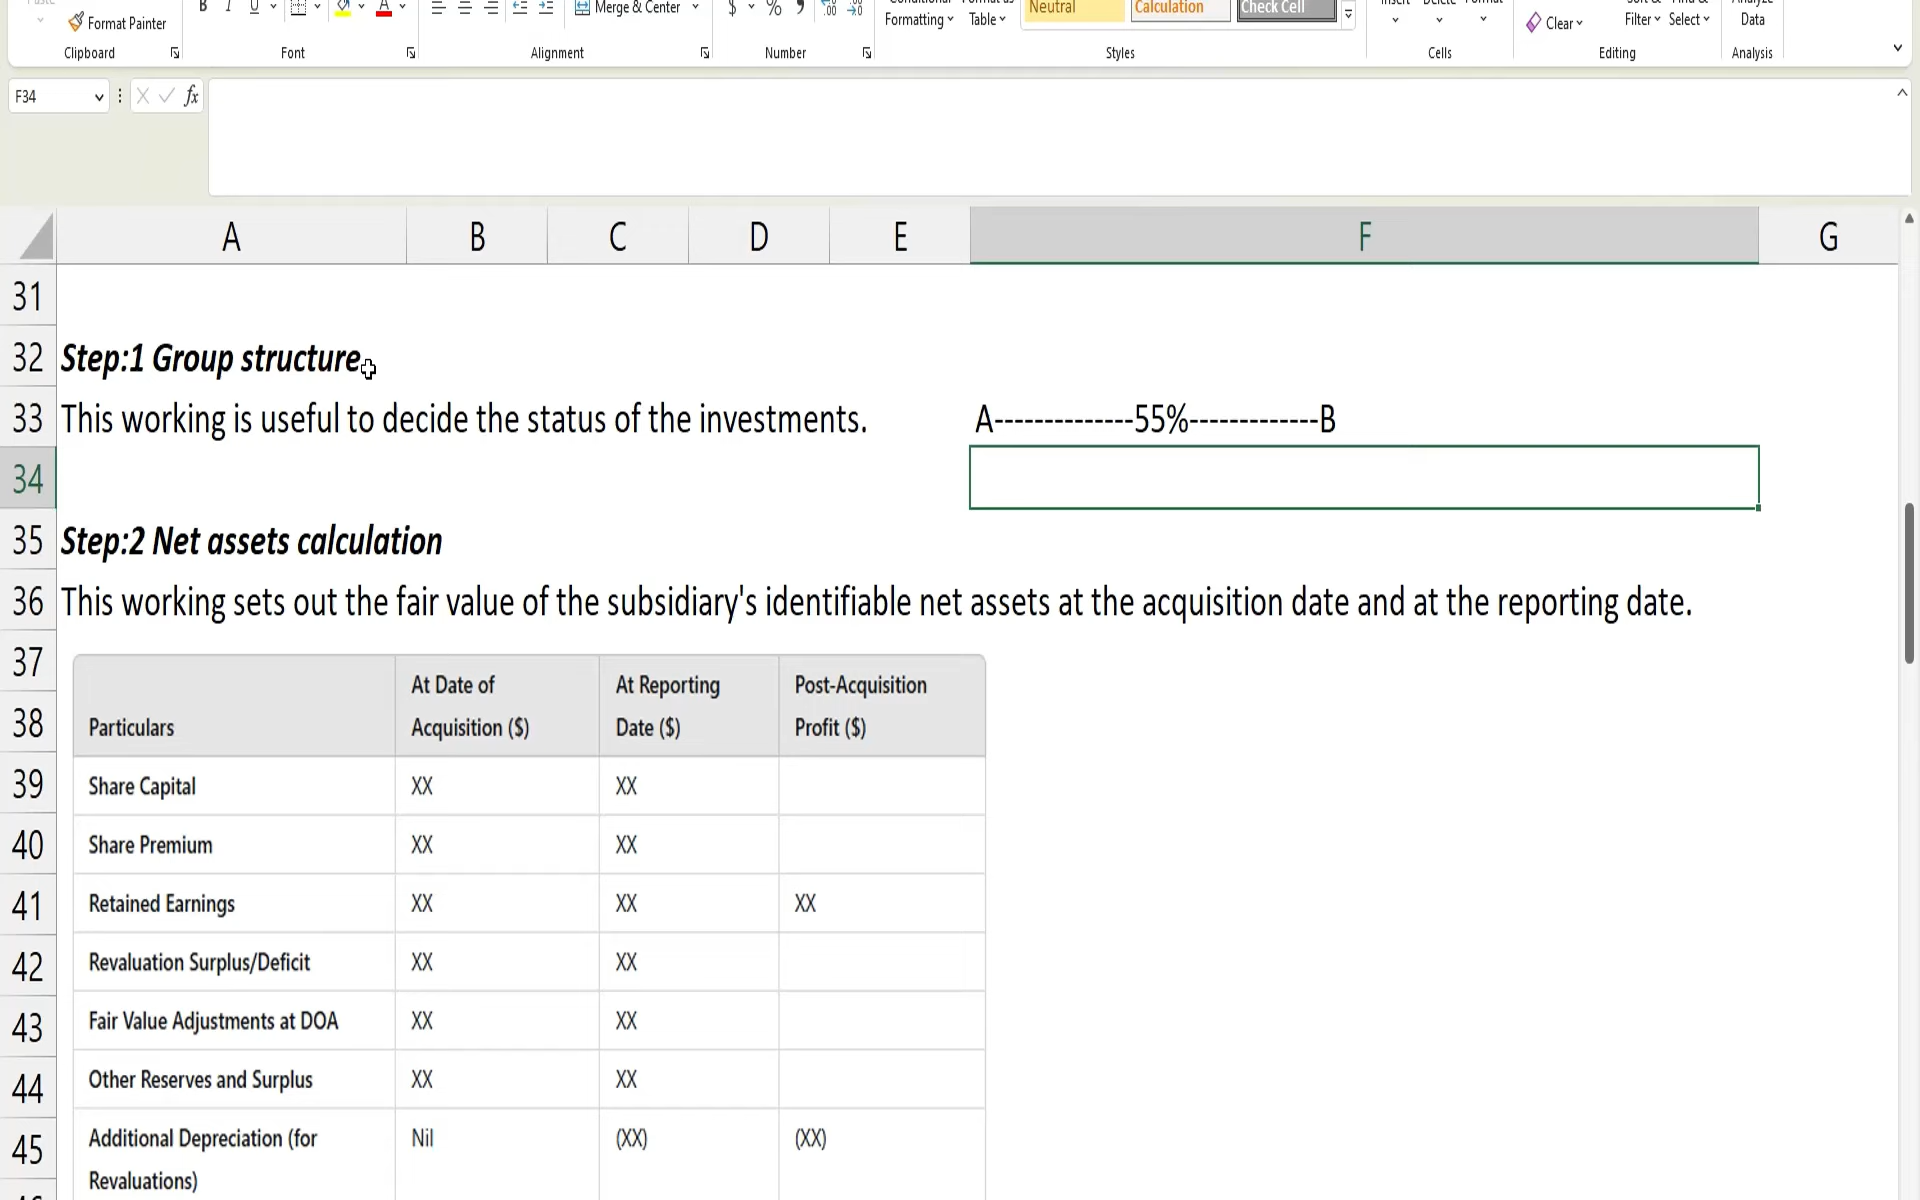 Format Painter
B I U A
Merge & Center
$ % 9
Formatting Table
Neutral Calculation Check Cell
Clear
Filter Select
Data
Clipboard Font Alignment Number Styles Cells Editing Analysis
F34 fx
A B C D E F G
31
32 Step:1 Group structure
33 This working is useful to decide the status of the investments. A--------------55%-------------B
34
35 Step:2 Net assets calculation
36 This working sets out the fair value of the subsidiary's identifiable net assets at the acquisition date and at the reporting date.
37
38
39
40
41
42
43
44
45
At Date of At Reporting Post-Acquisition
Particulars Acquisition ($) Date ($) Profit ($)
Share Capital XX XX
Share Premium XX XX
Retained Earnings XX XX XX
Revaluation Surplus/Deficit XX XX
Fair Value Adjustments at DOA XX XX
Other Reserves and Surplus XX XX
Additional Depreciation (for Nil (XX) (XX)
Revaluations)